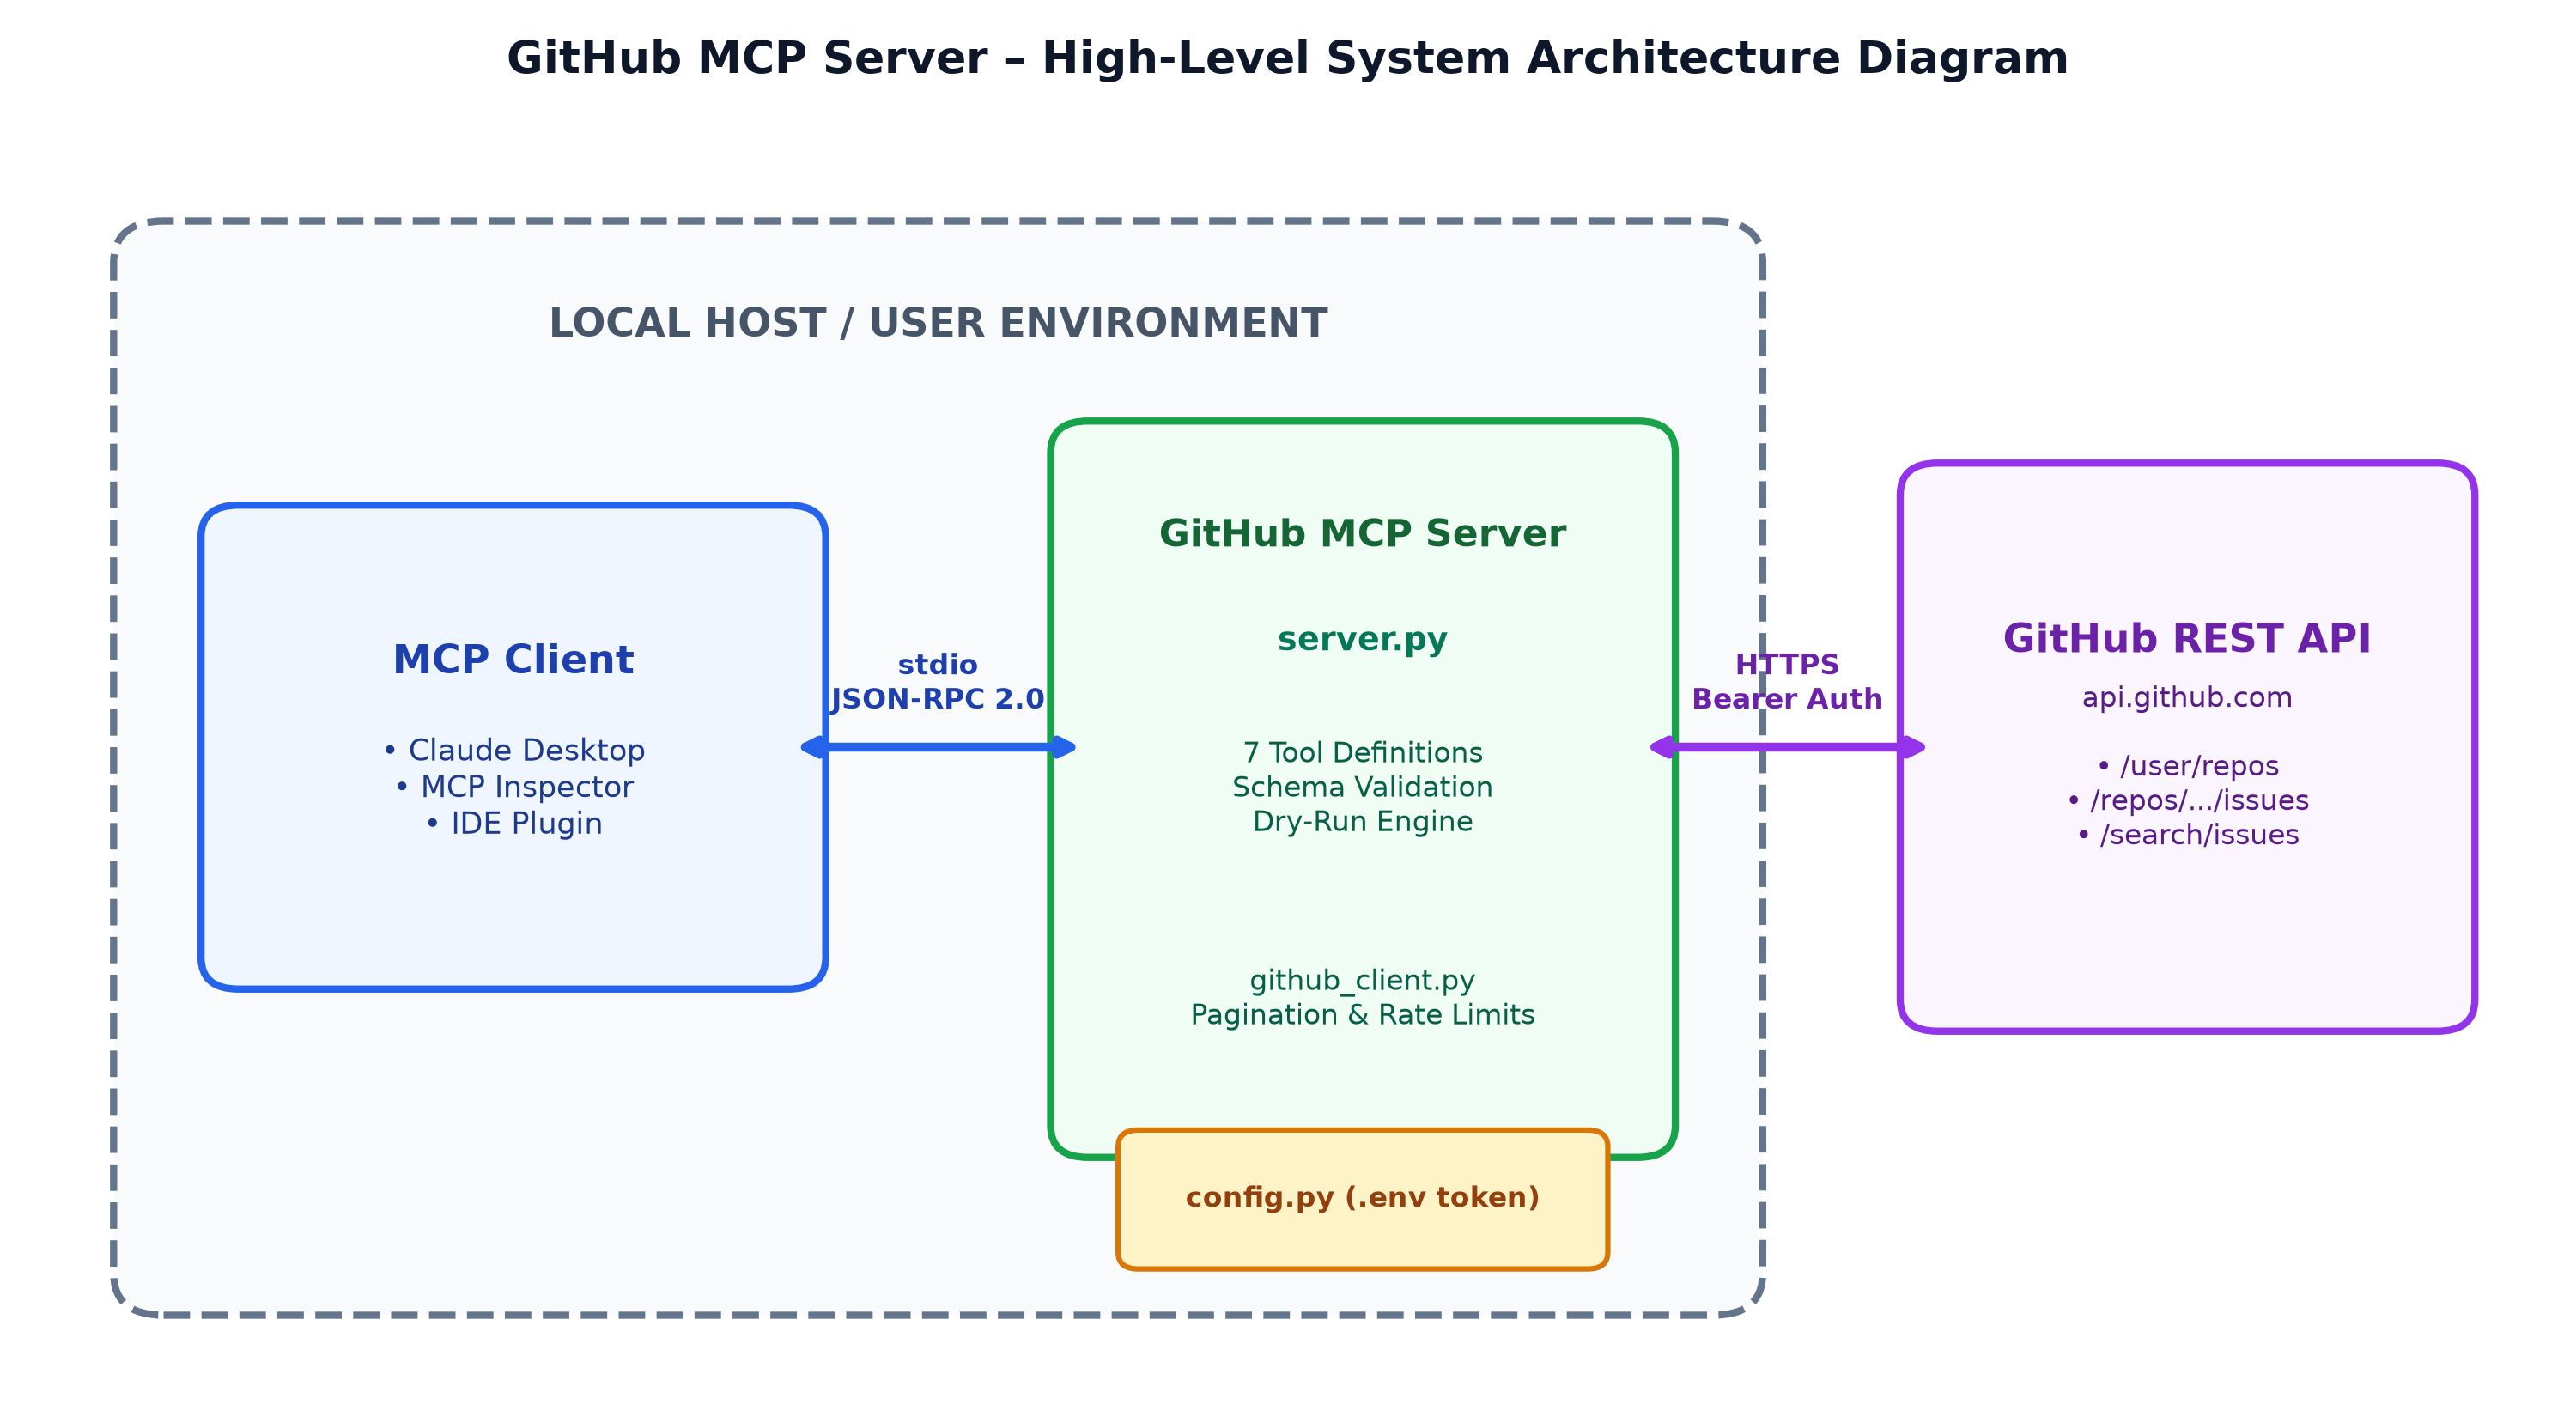 GitHub MCP Server – High-Level System Architecture Diagram
LOCAL HOST / USER ENVIRONMENT
MCP Client
• Claude Desktop
• MCP Inspector
• IDE Plugin
stdio
JSON-RPC 2.0
GitHub MCP Server
server.py
7 Tool Definitions
Schema Validation
Dry-Run Engine
github_client.py
Pagination & Rate Limits
config.py (.env token)
HTTPS
Bearer Auth
GitHub REST API
api.github.com
• /user/repos
• /repos/.../issues
• /search/issues